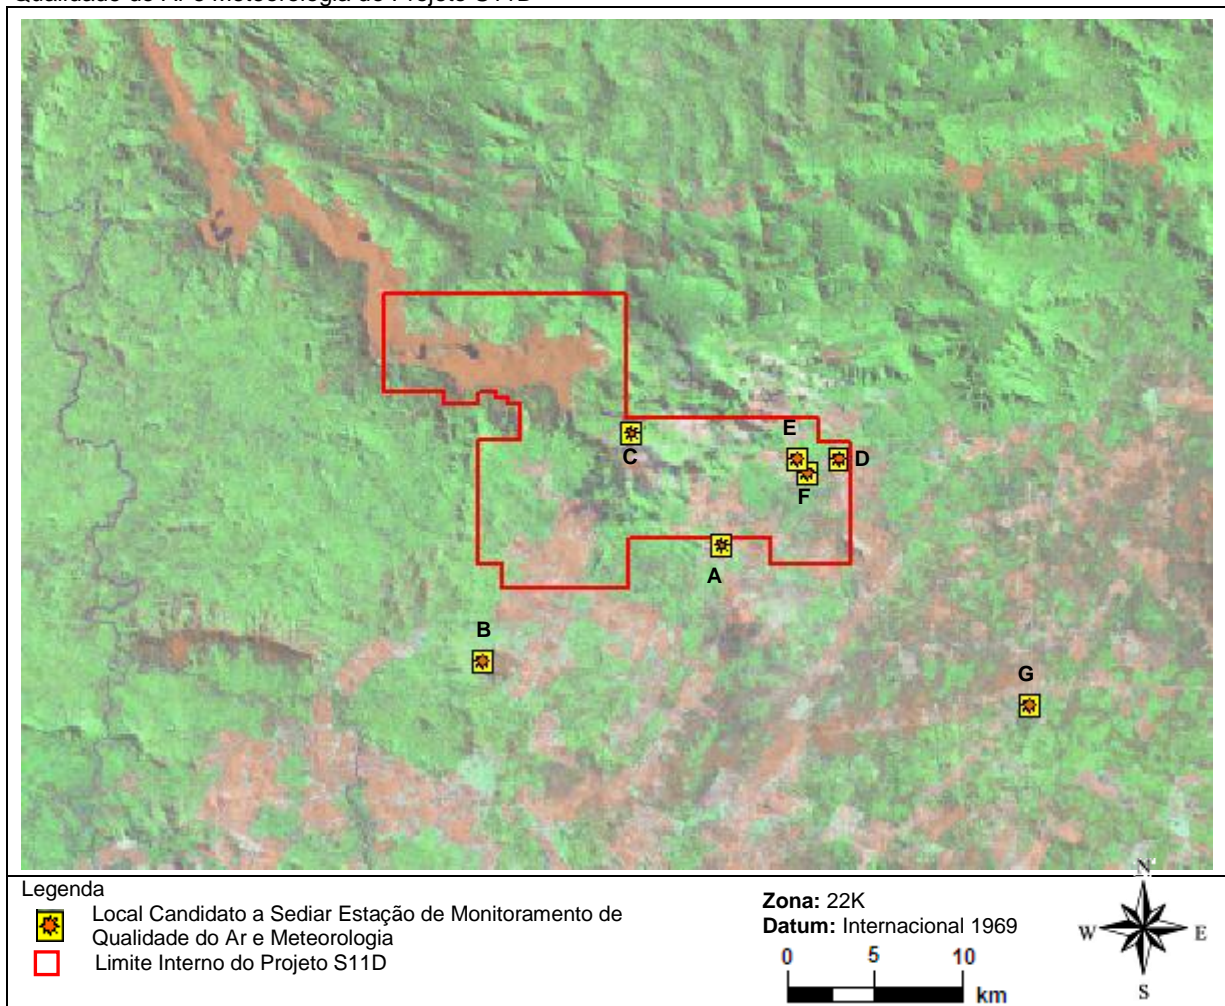 Qualidade do Ar e Meteorologia do Projeto S11D
E
C
D
F
A
B
G
Legenda
Local Candidato a Sediar Estação de Monitoramento de
Qualidade do Ar e Meteorologia
Limite Interno do Projeto S11D
Zona: 22K
Datum: Internacional 1969
0 5 10
km
N
W E
S